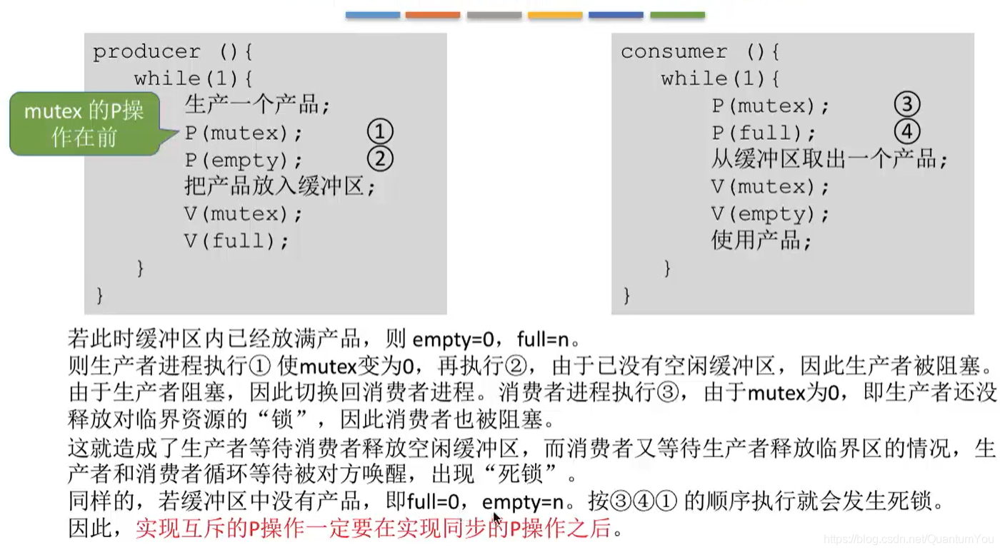 producer (){
while(1){
生产一个产品;
mutex 的P操
作在前
P(mutex); ①
P(empty); ②
把产品放入缓冲区;
V(mutex);
V(full);
}
}
consumer (){
while(1){
P(mutex); ③
P(full); ④
从缓冲区取出一个产品;
V(mutex);
V(empty);
使用产品;
}
}
若此时缓冲区内已经放满产品，则 empty=0，full=n。
则生产者进程执行① 使mutex变为0，再执行②，由于已没有空闲缓冲区，因此生产者被阻塞。
由于生产者阻塞，因此切换回消费者进程。消费者进程执行③，由于mutex为0，即生产者还没
释放对临界资源的“锁”，因此消费者也被阻塞。
这就造成了生产者等待消费者释放空闲缓冲区，而消费者又等待生产者释放临界区的情况，生
产者和消费者循环等待被对方唤醒，出现“死锁”。
同样的，若缓冲区中没有产品，即full=0，empty=n。按③④① 的顺序执行就会发生死锁。
因此，实现互斥的P操作一定要在实现同步的P操作之后。
https://blog.csdn.net/QuantumYou